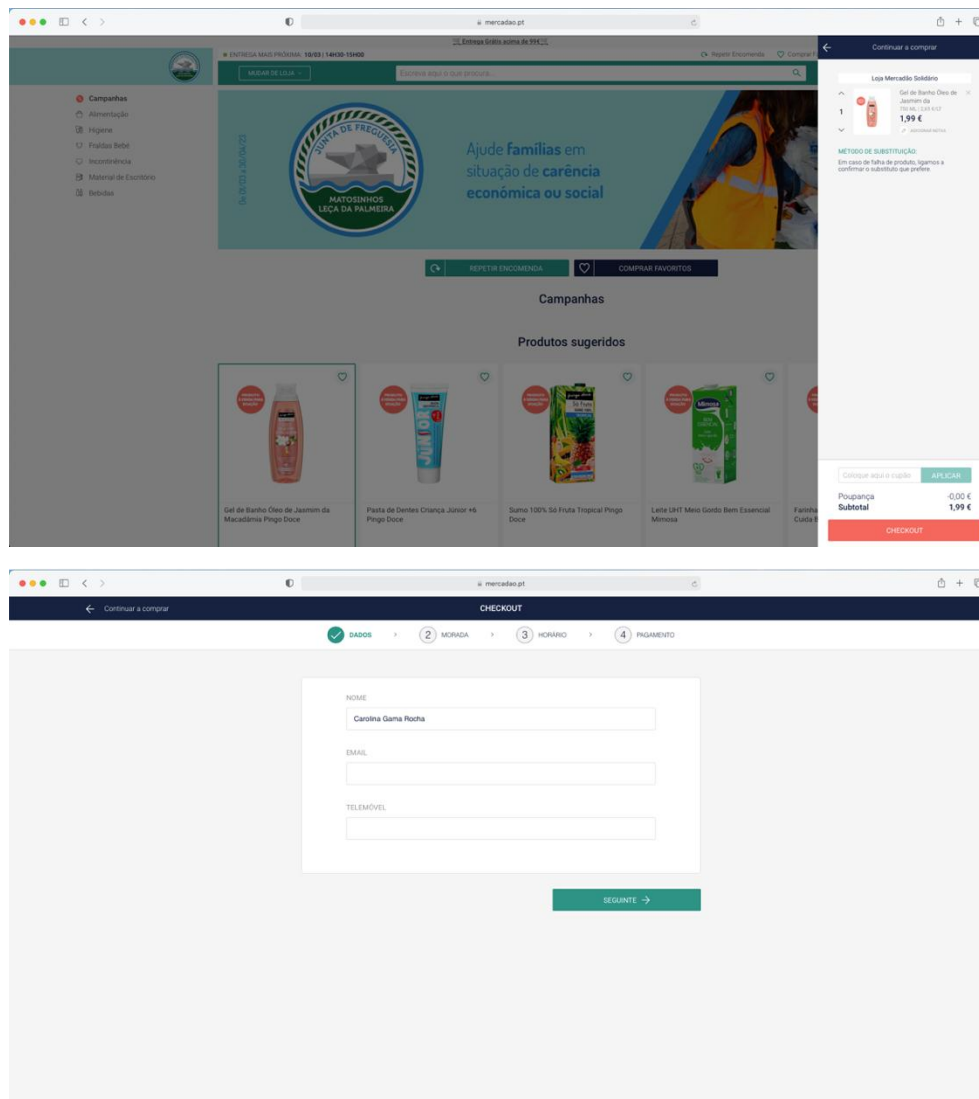 mercadao.pt
Entrega Grátis acima de 99€
ENTREGA MAIS PRÓXIMA: 10/03 | 14H30-15H00
Repetir Encomenda
MUDAR DE LOJA
Escreva aqui o que procura...
Campanhas
Alimentação
Higiene
Fraldas Bebé
Incontinência
Material de Escritório
Bebidas
JUNTA DE FREGUESIA
MATOSINHOS
LEÇA DA PALMEIRA
Ajude famílias em
situação de carência
económica ou social
REPETIR ENCOMENDA
COMPRAR FAVORITOS
Campanhas
Produtos sugeridos
Gel de Banho Óleo de Jasmim da
Macadâmia Pingo Doce
Pasta de Dentes Criança Júnior +6
Pingo Doce
Sumo 100% Só Fruta Tropical Pingo
Doce
Leite UHT Meio Gordo Bem Essencial
Mimosa
Continuar a comprar
Loja Mercadão Solidário
Gel de Banho Óleo de
Jasmim da
1
1,99 €
MÉTODO DE SUBSTITUIÇÃO:
Em caso de falha de produto, ligamos a
confirmar o substituto que prefere
Coloque aqui o cupão
APLICAR
Poupança -0,00 €
Subtotal 1,99 €
CHECKOUT
mercadao.pt
Continuar a comprar
CHECKOUT
DADOS
2 MORADA
3 HORÁRIO
4 PAGAMENTO
NOME
Carolina Gama Rocha
EMAIL
TELEMÓVEL
SEGUINTE